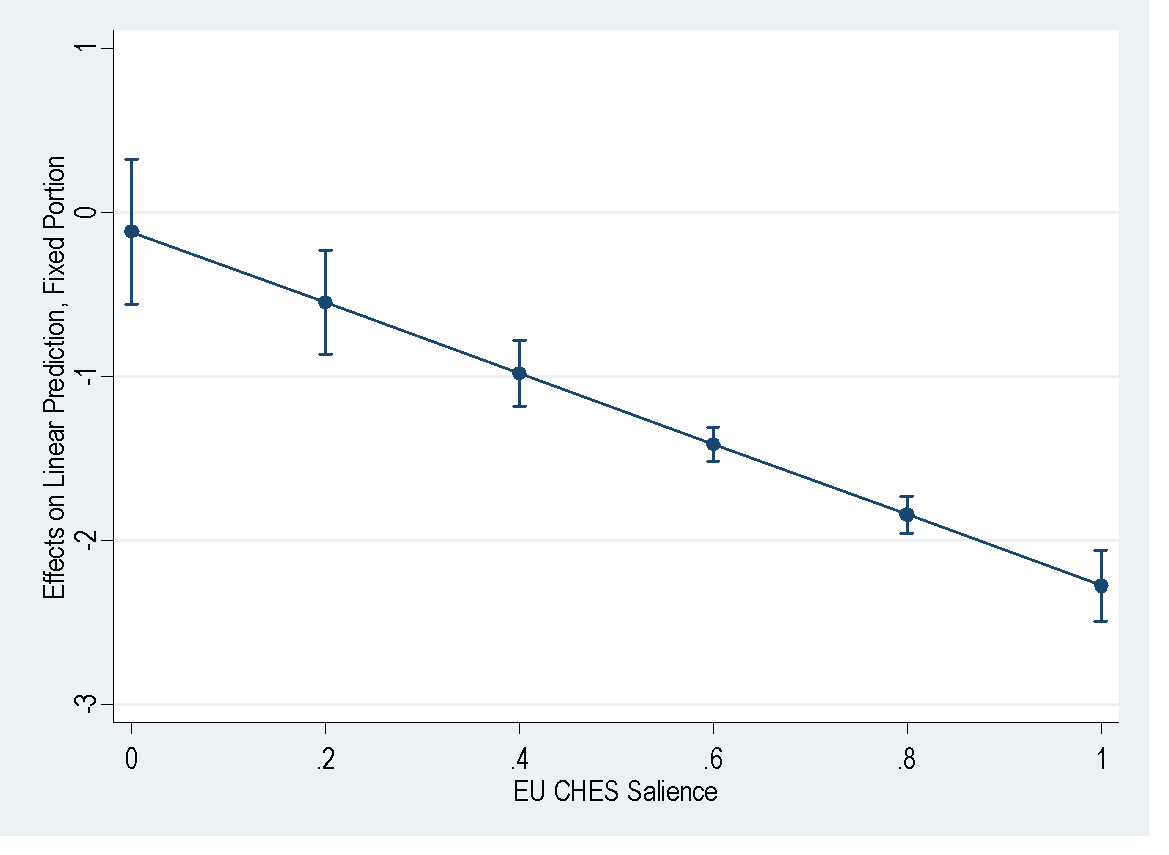 Effects on Linear Prediction, Fixed Portion
1
0
-1
-2
-3
0 .2 .4 .6 .8 1
EU CHES Salience